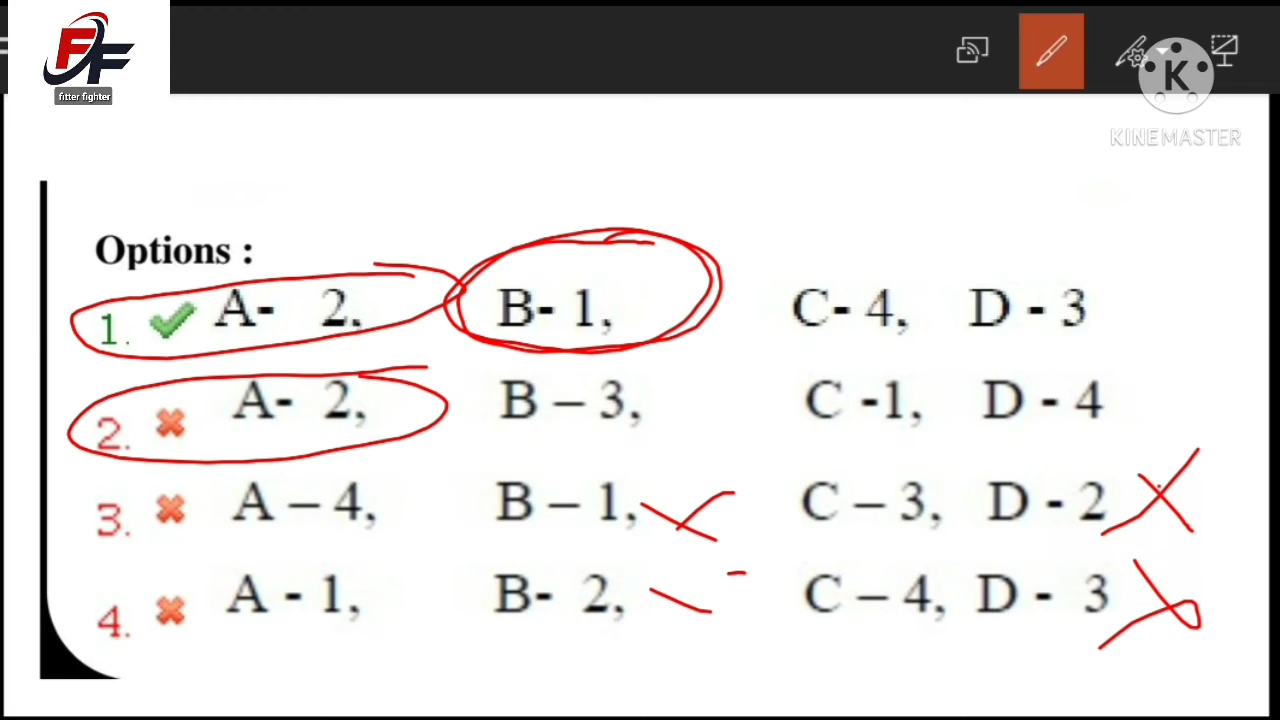 FF
fitter fighter
K
KINEMASTER
Options :
1. A- 2, B- 1, C- 4, D - 3
2. A- 2, B – 3, C -1, D - 4
3. A – 4, B – 1, C – 3, D - 2
4. A - 1, B- 2, C – 4, D - 3